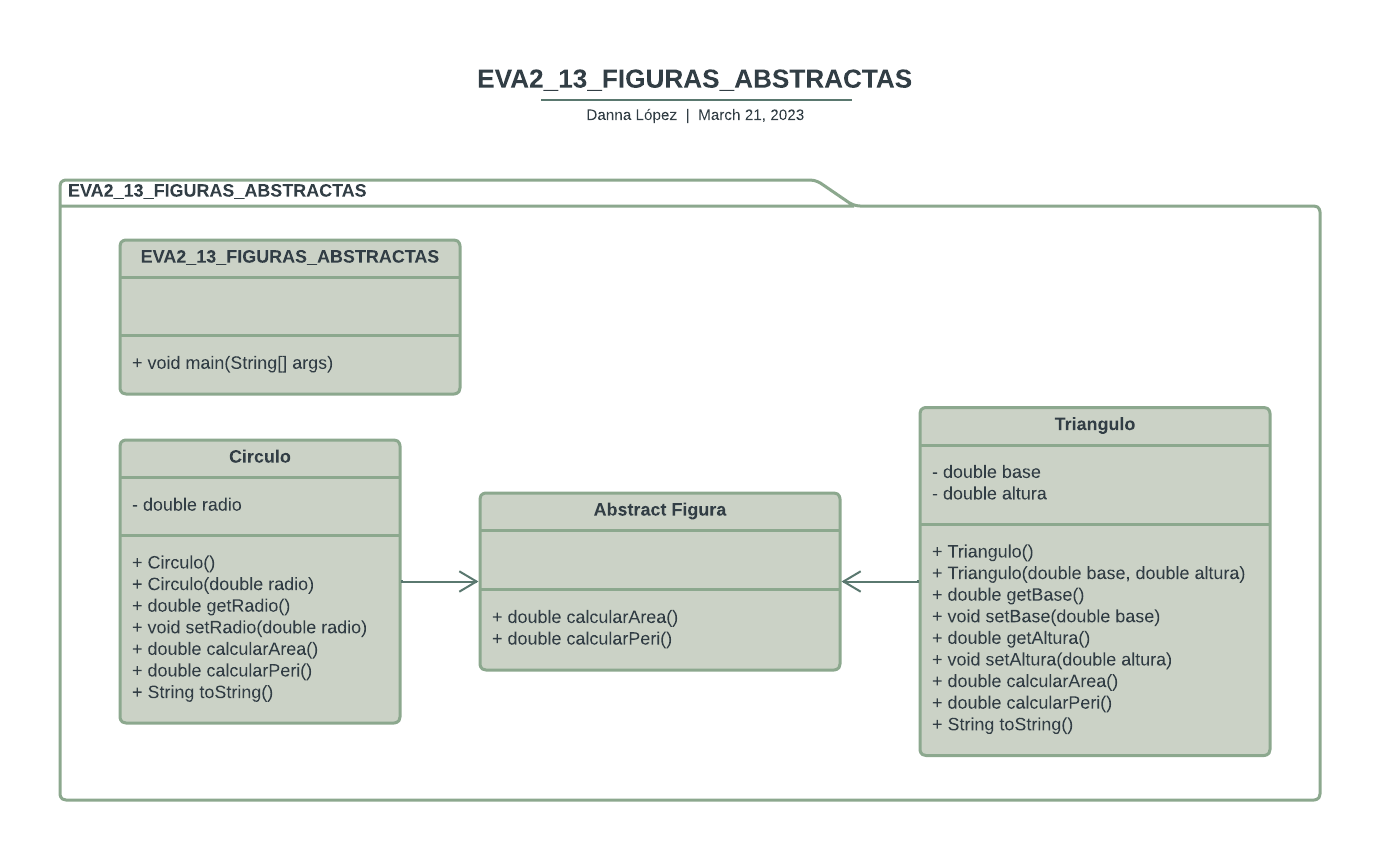 EVA2_13_FIGURAS_ABSTRACTAS
Danna López | March 21, 2023
EVA2_13_FIGURAS_ABSTRACTAS
EVA2_13_FIGURAS_ABSTRACTAS
+ void main(String[] args)
Circulo
- double radio
+ Circulo()
+ Circulo(double radio)
+ double getRadio()
+ void setRadio(double radio)
+ double calcularArea()
+ double calcularPeri()
+ String toString()
Abstract Figura
+ double calcularArea()
+ double calcularPeri()
Triangulo
- double base
- double altura
+ Triangulo()
+ Triangulo(double base, double altura)
+ double getBase()
+ void setBase(double base)
+ double getAltura()
+ void setAltura(double altura)
+ double calcularArea()
+ double calcularPeri()
+ String toString()